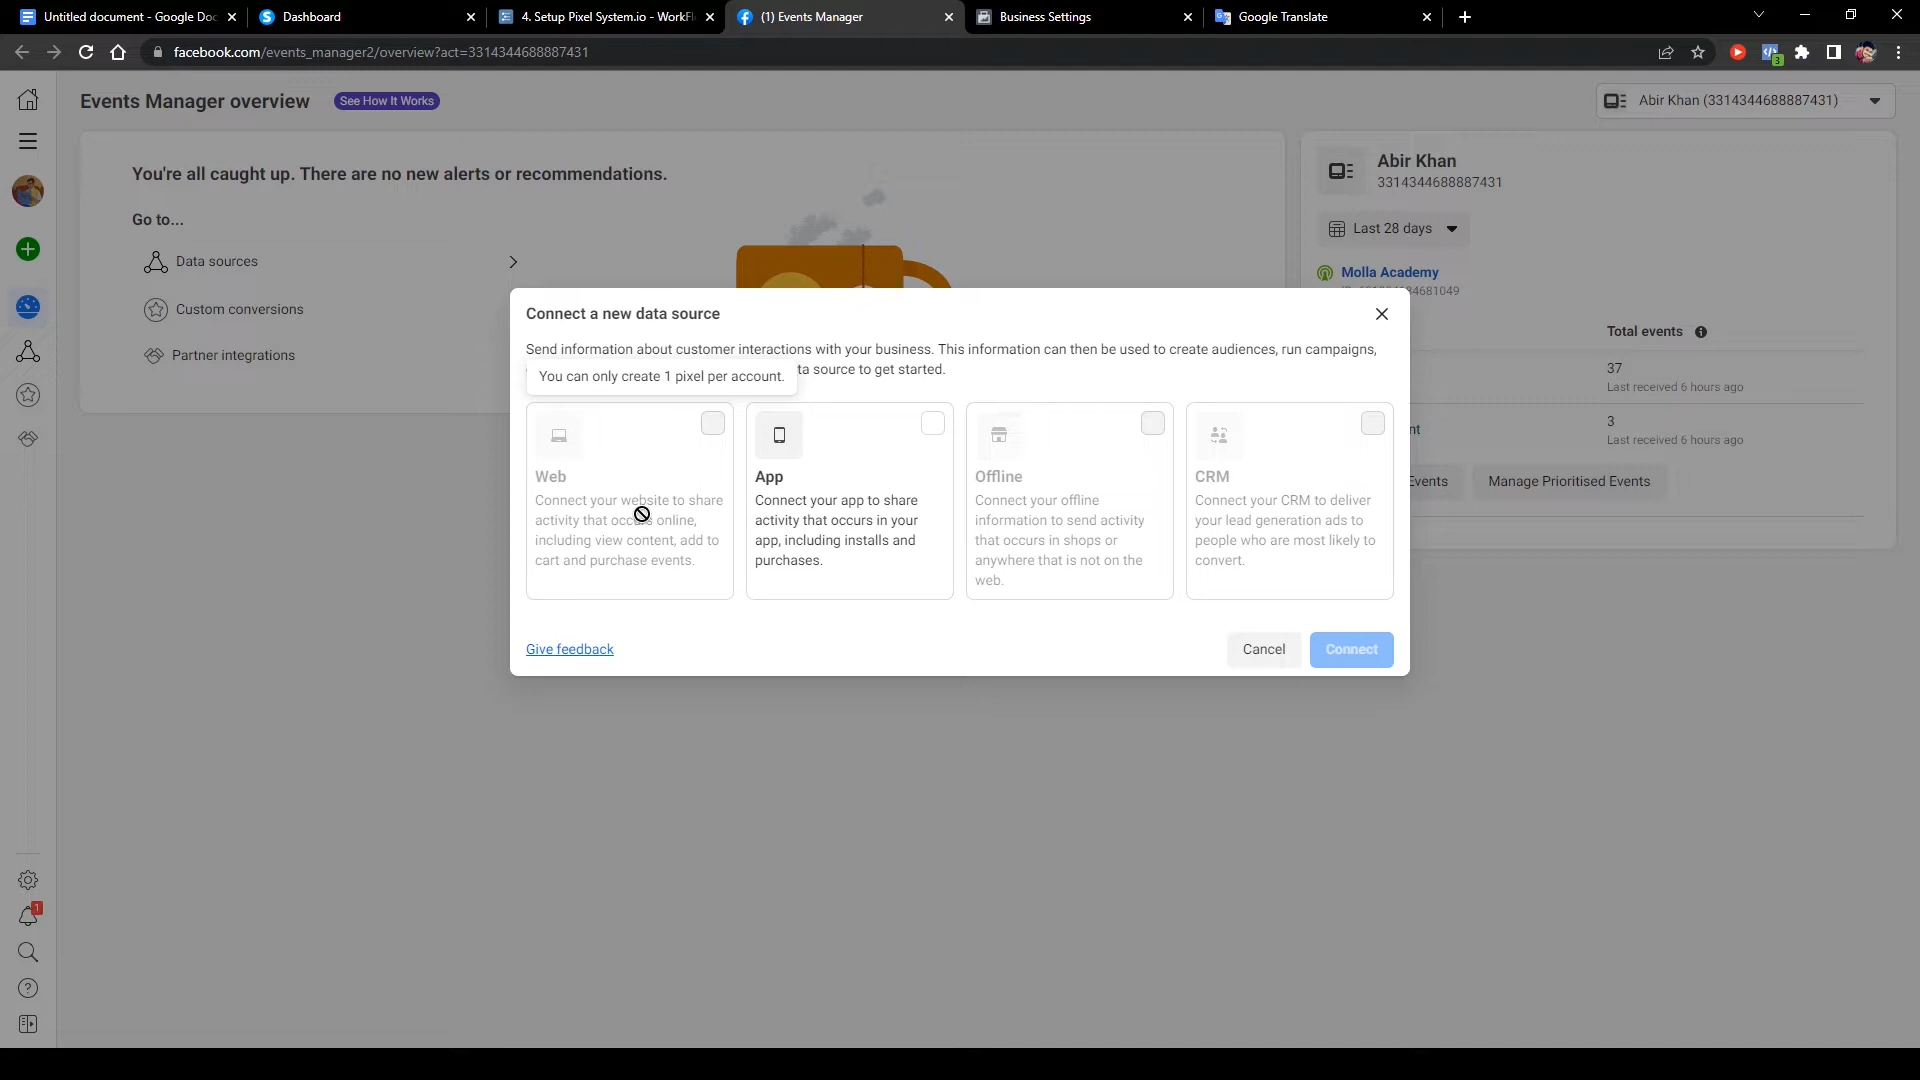 Untitled document - Google Doc
Dashboard
4. Setup Pixel System.io - WorkFl
(1) Events Manager
Business Settings
Google Translate
facebook.com/events_manager2/overview?act=3314344688887431
3
Events Manager overview
See How It Works
Abir Khan (3314344688887431)
You're all caught up. There are no new alerts or recommendations.
Go to...
Data sources
Custom conversions
Partner integrations
Abir Khan
3314344688887431
Last 28 days
Molla Academy
Total events
37
Last received 6 hours ago
3
Last received 6 hours ago
Events
Manage Prioritised Events
Connect a new data source
Send information about customer interactions with your business. This information can then be used to create audiences, run campaigns,
source to get started.
You can only create 1 pixel per account.
Web
Connect your website to share
activity that occurs online,
including view content, add to
cart and purchase events.
App
Connect your app to share
activity that occurs in your
app, including installs and
purchases.
Offline
Connect your offline
information to send activity
that occurs in shops or
anywhere that is not on the
web.
CRM
Connect your CRM to deliver
your lead generation ads to
people who are most likely to
convert.
Give feedback
Cancel
Connect
1